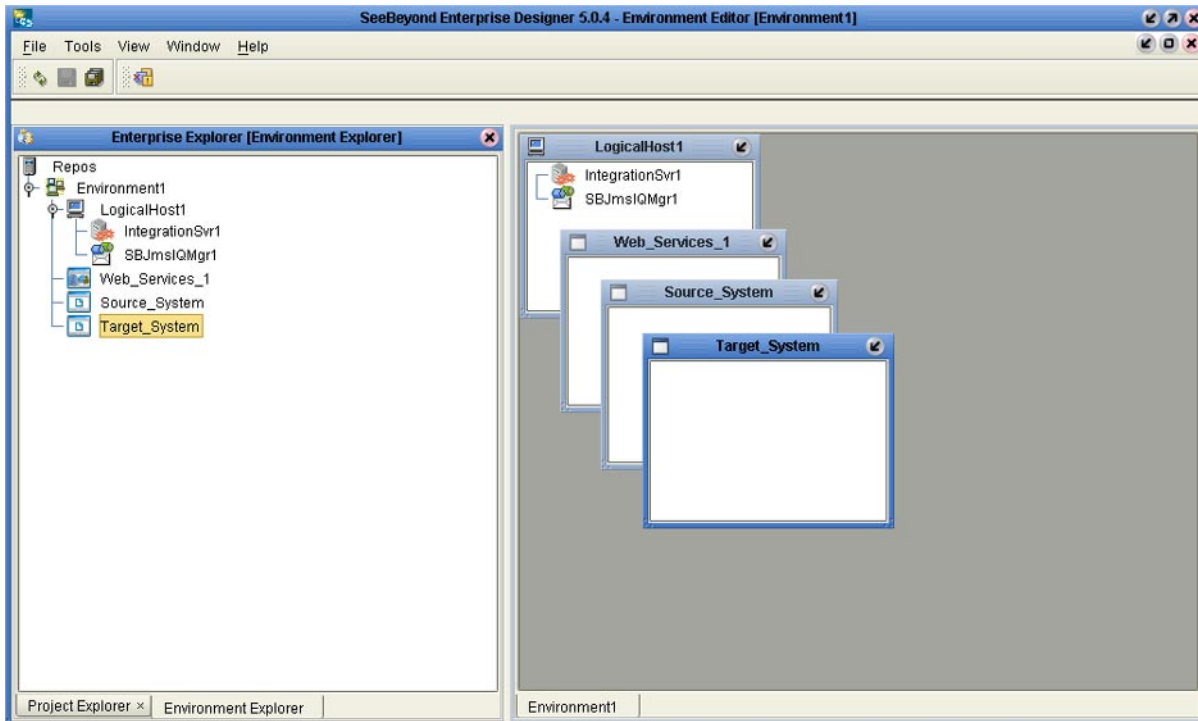 SeeBeyond Enterprise Designer 5.0.4 - Environment Editor [Environment1]
File Tools View Window Help
Enterprise Explorer [Environment Explorer]
Repos
Environment1
LogicalHost1
IntegrationSvr1
SBJmsIQMgr1
Web_Services_1
Source_System
Target_System
Project Explorer × Environment Explorer
LogicalHost1
IntegrationSvr1
SBJmsIQMgr1
Web_Services_1
Source_System
Target_System
Environment1